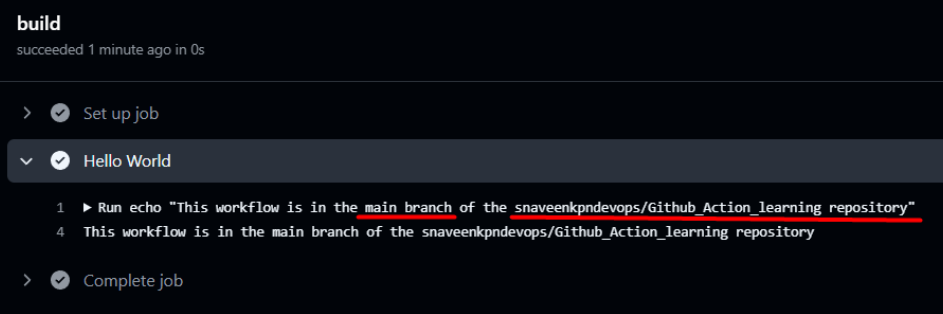 build
succeeded 1 minute ago in 0s
Set up job
Hello World
1 ▶ Run echo "This workflow is in the main branch of the snaveenkpndevops/Github_Action_learning repository"
4 This workflow is in the main branch of the snaveenkpndevops/Github_Action_learning repository
Complete job